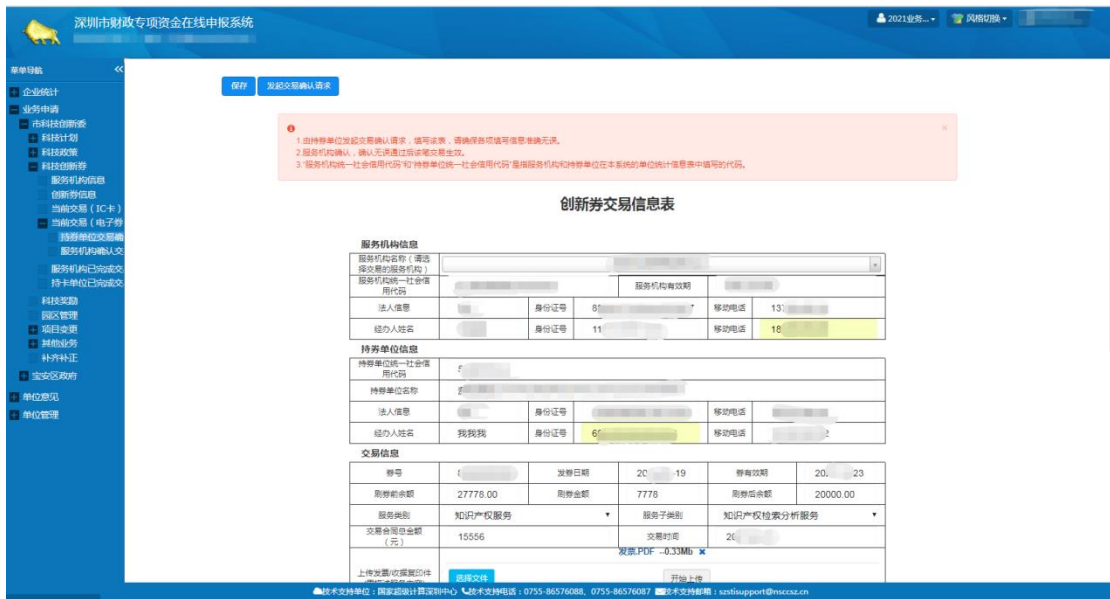 深圳市财政专项资金在线申报系统
2021业务...
风格切换
菜单导航
企业统计
业务申请
市科技创新委
科技计划
科技政策
科技创新券
服务机构信息
创新券信息
当前交易(IC卡)
当前交易(电子券
持券单位交易确
服务机构确认交
服务机构已完成交
持卡单位已完成交
科技奖励
园区管理
项目变更
其他业务
补齐补正
宝安区政府
单位意见
单位管理
保存 发起交易确认请求
1.由持券单位发起交易确认请求,填写该表,请确保各项填写信息准确无误。
2.服务机构确认,确认无误通过后该笔交易生效。
3."服务机构统一社会信用代码"和"持券单位统一社会信用代码"是指服务机构和持券单位在本系统的单位统计信息表中填写的代码。
创新券交易信息表
服务机构信息
服务机构名称(请选
择交易的服务机构)
服务机构统一社会信
用代码 服务机构有效期
法人信息 身份证号 移动电话 13
经办人姓名 身份证号 11 移动电话 18
持券单位信息
持券单位统一社会信
用代码
持券单位名称
法人信息 身份证号 移动电话
经办人姓名 我我我 身份证号 移动电话 2
交易信息
券号 发券日期 20 -19 券有效期 20 23
刷券前余额 27778.00 刷券金额 7778 刷券后余额 20000.00
服务类别 知识产权服务 服务子类别 知识产权检索分析服务
交易合同总金额
(元) 15556 交易时间 20
发票.PDF --0.33Mb ✖
上传发票/收据复印件
选择文件 开始上传
技术支持单位:国家超级计算深圳中心 技术支持电话:0755-86576088、0755-86576087 技术支持邮箱:szstisupport@nsccsz.cn